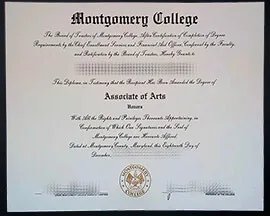 Montgomery College
The Board of Trustees of Montgomery College, After Certification of Completion of Degree
Requirements by the Chief Enrollment Services and Financial Aid Officer, Conferred by the Faculty,
and Ratification by the Board of Trustees, Hereby Grants to
This Diploma, in Testimony that the Recipient Has Been Awarded the Degree of
Associate of Arts
Honors
With All the Rights and Privileges Thereunto Appertaining, in
Confirmation of Which Our Signatures and the Seal of
Montgomery College are Hereunto Affixed,
Dated at Montgomery County, Maryland, this Eighteenth Day of
December,
MONTGOMERY
COLLEGE